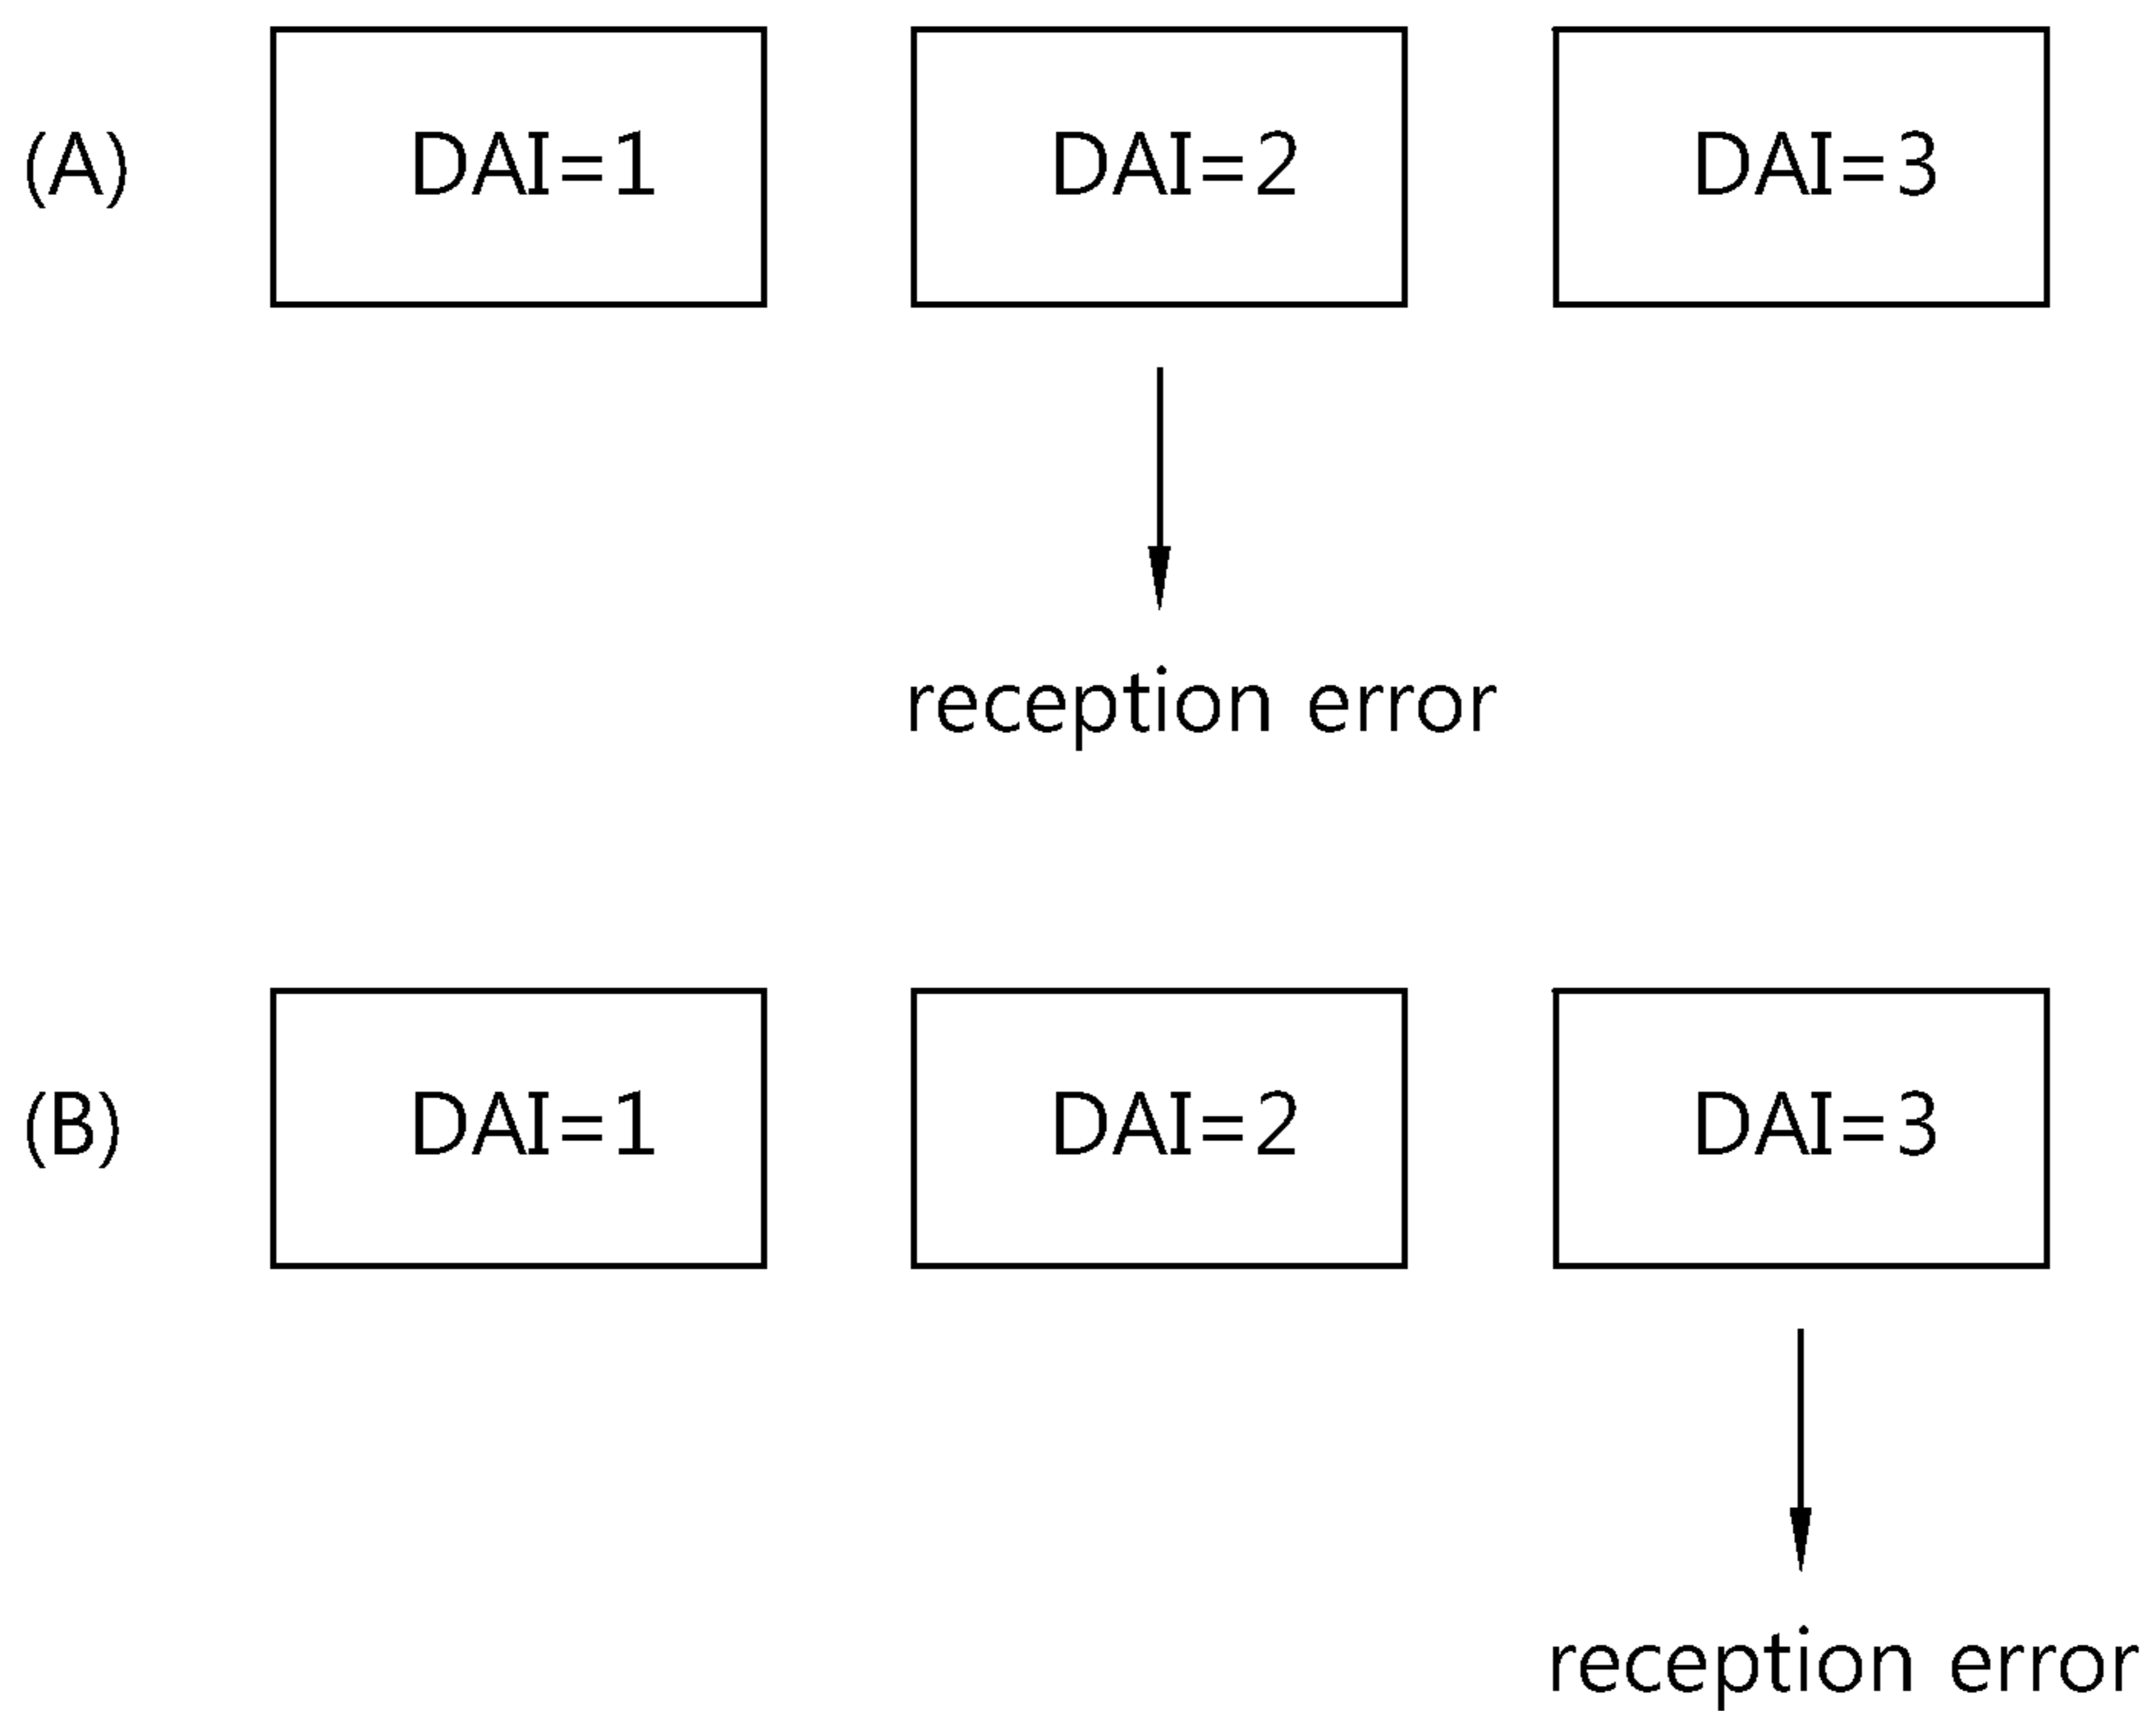 (A) DAI=1 DAI=2 DAI=3
reception error
(B) DAI=1 DAI=2 DAI=3
reception error